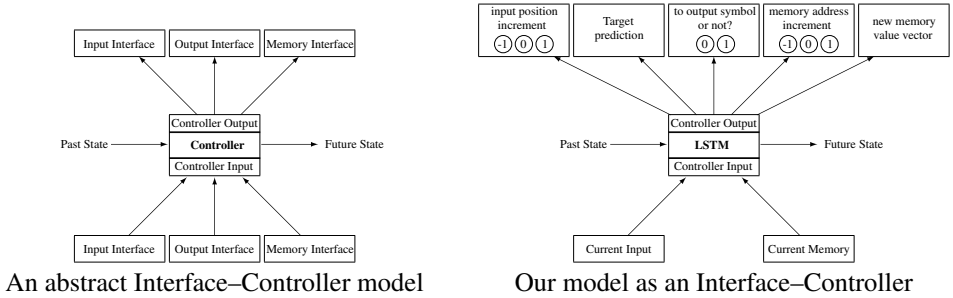 Input Interface Output Interface Memory Interface
Controller Output
Past State Controller Future State
Controller Input
Input Interface Output Interface Memory Interface
An abstract Interface–Controller model
input position increment -1 0 1
Target prediction
to output symbol or not? 0 1
memory address increment -1 0 1
new memory value vector
Controller Output
Past State LSTM Future State
Controller Input
Current Input Current Memory
Our model as an Interface–Controller